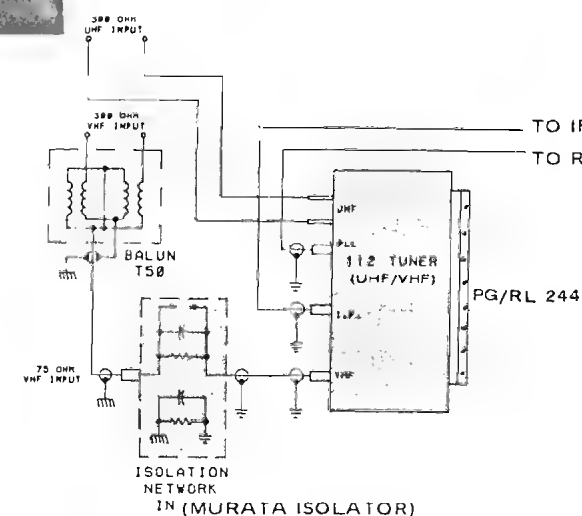 300 OHM
UHF INPUT
300 OHM
VHF INPUT
TO IF
TO R
UHF
PLL
112 TUNER
(UHF/VHF)
BALUN
T50
I.F.
PG/RL 244
75 OHM
VHF INPUT
VHF
ISOLATION
NETWORK
IN (MURATA ISOLATOR)